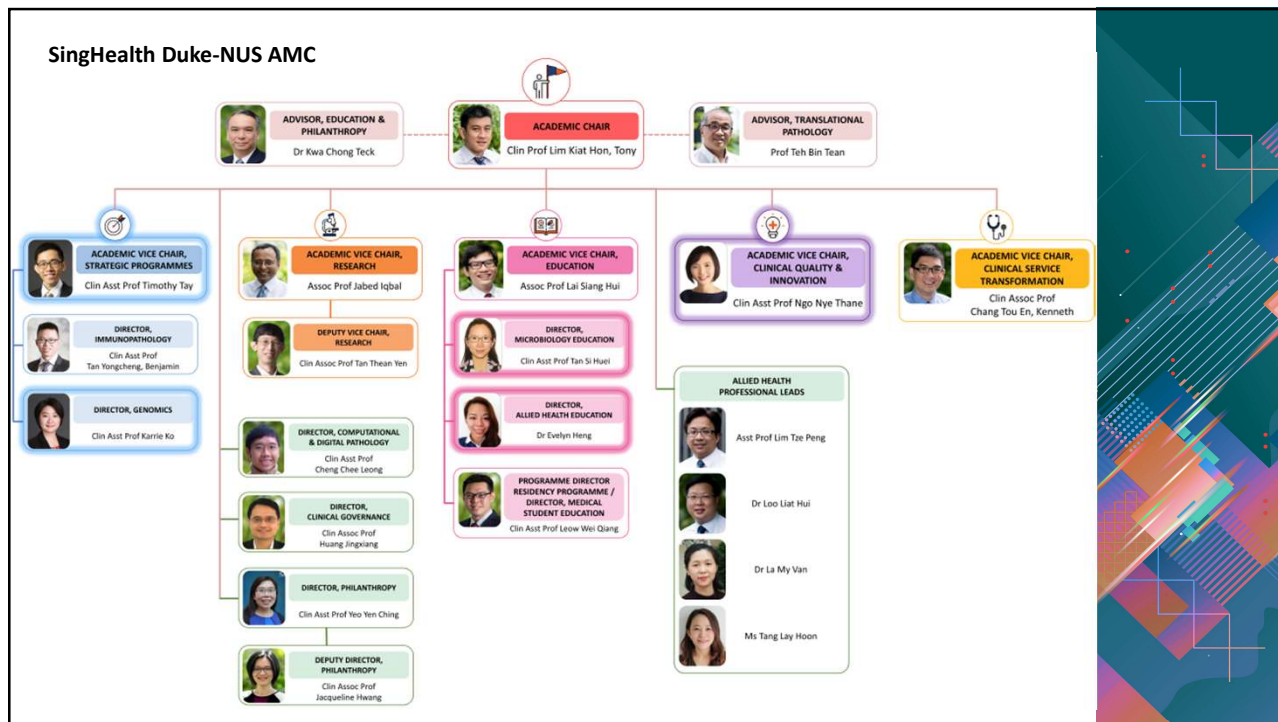 SingHealth Duke-NUS AMC
ADVISOR, EDUCATION &
PHILANTHROPY
Dr Kwa Chong Teck
ACADEMIC CHAIR
Clin Prof Lim Kiat Hon, Tony
ADVISOR, TRANSLATIONAL
PATHOLOGY
Prof Teh Bin Tean
ACADEMIC VICE CHAIR,
STRATEGIC PROGRAMMES
Clin Asst Prof Timothy Tay
DIRECTOR,
IMMUNOPATHOLOGY
Clin Asst Prof
Tan Yongcheng, Benjamin
DIRECTOR, GENOMICS
Clin Asst Prof Karrie Ko
ACADEMIC VICE CHAIR,
RESEARCH
Assoc Prof Jabed Iqbal
DEPUTY VICE CHAIR,
RESEARCH
Clin Assoc Prof Tan Thean Yen
DIRECTOR, COMPUTATIONAL
& DIGITAL PATHOLOGY
Clin Asst Prof
Cheng Chee Leong
DIRECTOR,
CLINICAL GOVERNANCE
Clin Assoc Prof
Huang Jingxiang
DIRECTOR, PHILANTHROPY
Clin Asst Prof Yeo Yen Ching
DEPUTY DIRECTOR,
PHILANTHROPY
Clin Assoc Prof
Jacqueline Hwang
ACADEMIC VICE CHAIR,
EDUCATION
Assoc Prof Lai Siang Hui
DIRECTOR,
MICROBIOLOGY EDUCATION
Clin Asst Prof Tan Si Huei
DIRECTOR,
ALLIED HEALTH EDUCATION
Dr Evelyn Heng
PROGRAMME DIRECTOR
RESIDENCY PROGRAMME /
DIRECTOR, MEDICAL
STUDENT EDUCATION
Clin Asst Prof Leow Wei Qiang
ACADEMIC VICE CHAIR,
CLINICAL QUALITY &
INNOVATION
Clin Asst Prof Ngo Nye Thane
ALLIED HEALTH
PROFESSIONAL LEADS
Asst Prof Lim Tze Peng
Dr Loo Liat Hui
Dr La My Van
Ms Tang Lay Hoon
ACADEMIC VICE CHAIR,
CLINICAL SERVICE
TRANSFORMATION
Clin Assoc Prof
Chang Tou En, Kenneth